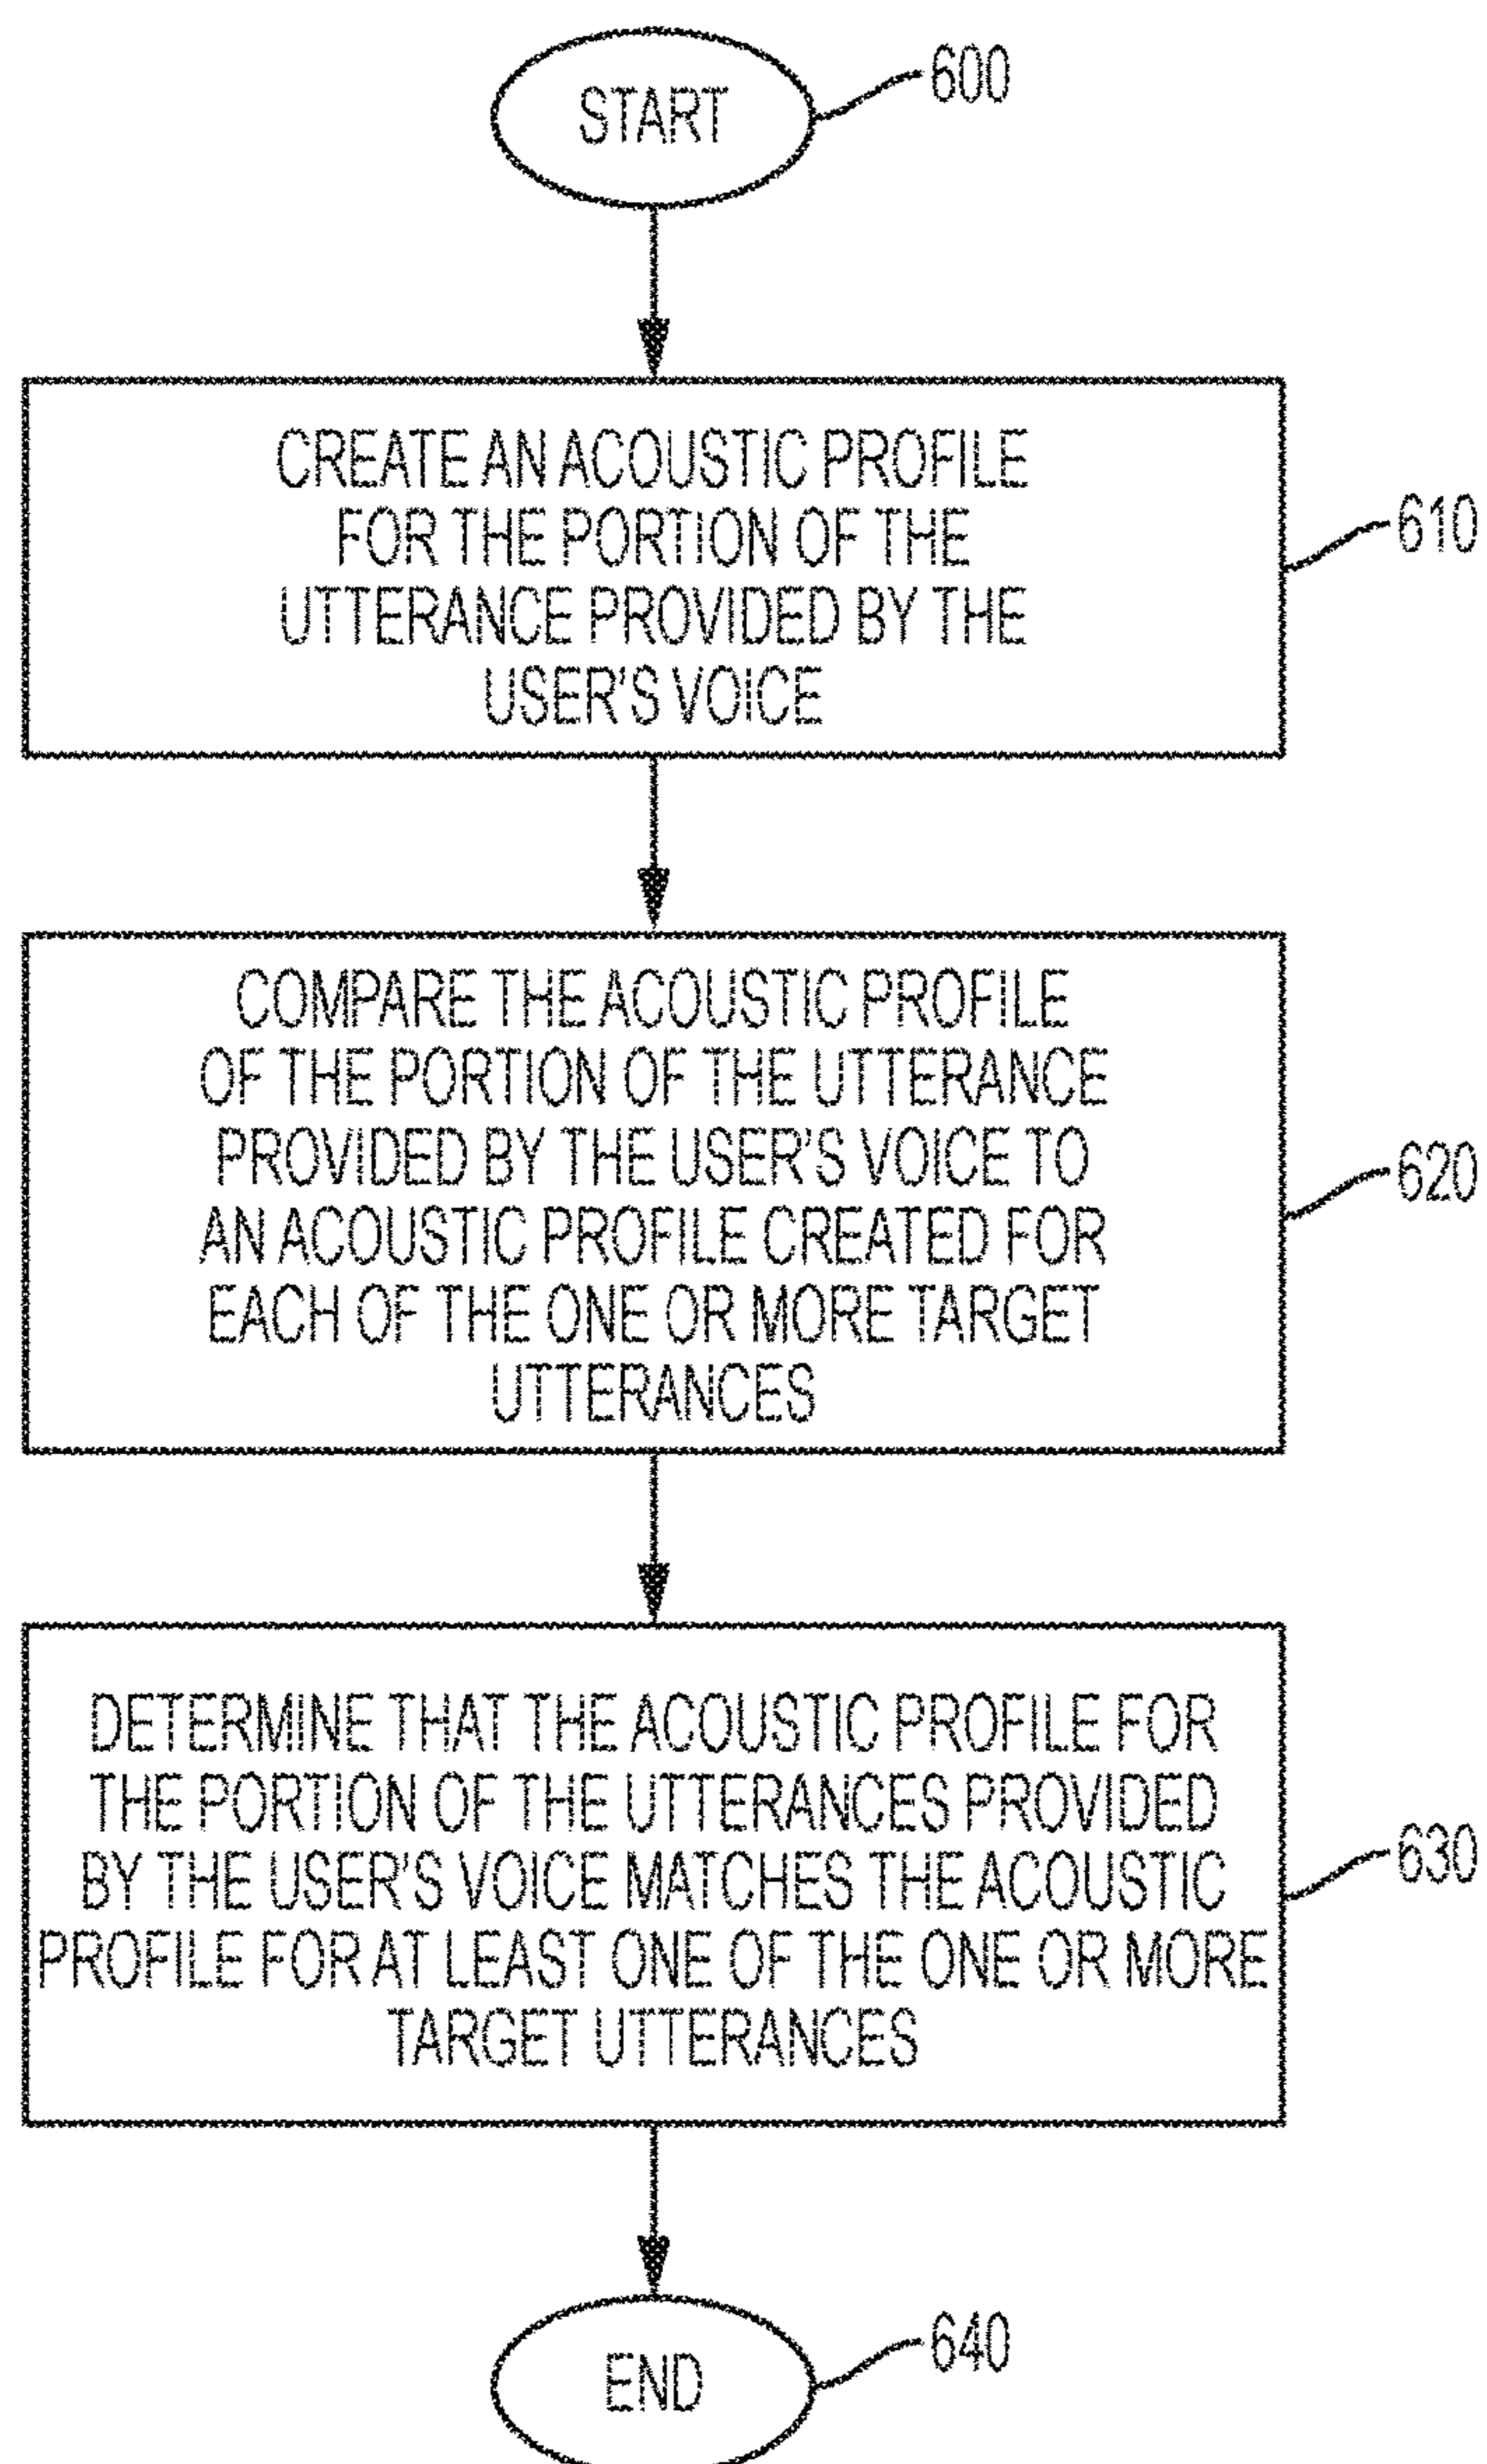 START
600
CREATE AN ACOUSTIC PROFILE
FOR THE PORTION OF THE
UTTERANCE PROVIDED BY THE
USER'S VOICE
610
COMPARE THE ACOUSTIC PROFILE
OF THE PORTION OF THE UTTERANCE
PROVIDED BY THE USER'S VOICE TO
AN ACOUSTIC PROFILE CREATED FOR
EACH OF THE ONE OR MORE TARGET
UTTERANCES
620
DETERMINE THAT THE ACOUSTIC PROFILE FOR
THE PORTION OF THE UTTERANCES PROVIDED
BY THE USER'S VOICE MATCHES THE ACOUSTIC
PROFILE FOR AT LEAST ONE OF THE ONE OR MORE
TARGET UTTERANCES
630
END
640